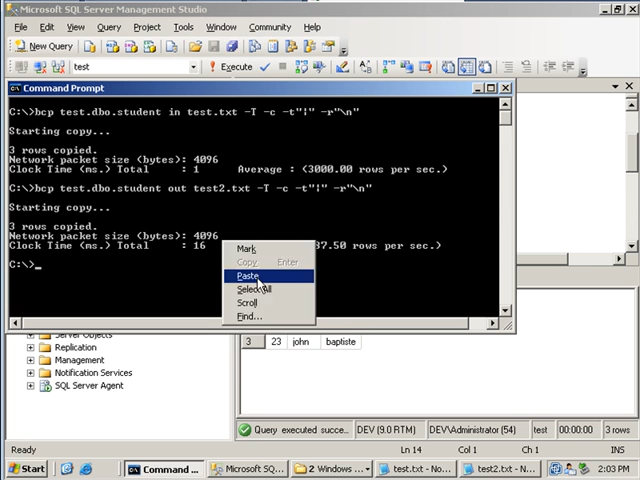 Microsoft SQL Server Management Studio
File Edit View Query Project Tools Window Community Help
New Query
test Execute
Command Prompt
C:\>bcp test.dbo.student in test.txt -T -c -t"¦" -r"\n"
Starting copy...
3 rows copied.
Network packet size (bytes): 4096
Clock Time (ms.) Total : 1 Average : (3000.00 rows per sec.)
C:\>bcp test.dbo.student out test2.txt -T -c -t"¦" -r"\n"
Starting copy...
3 rows copied.
Network packet size (bytes): 4096
Clock Time (ms.) Total : 16 87.50 rows per sec.)
C:\>_
Mark
Copy Enter
Paste
Select All
Scroll
Find...
Server Objects
Replication
Management
Notification Services
SQL Server Agent
3 23 john baptiste
Query executed succe... DEV (9.0 RTM) DEV\Administrator (54) test 00:00:00 3 rows
Ready Ln 14 Col 1 Ch 1 INS
Start Command ... Microsoft SQ... 2 Windows ... test.txt - No... test2.txt - No... 2:03 PM